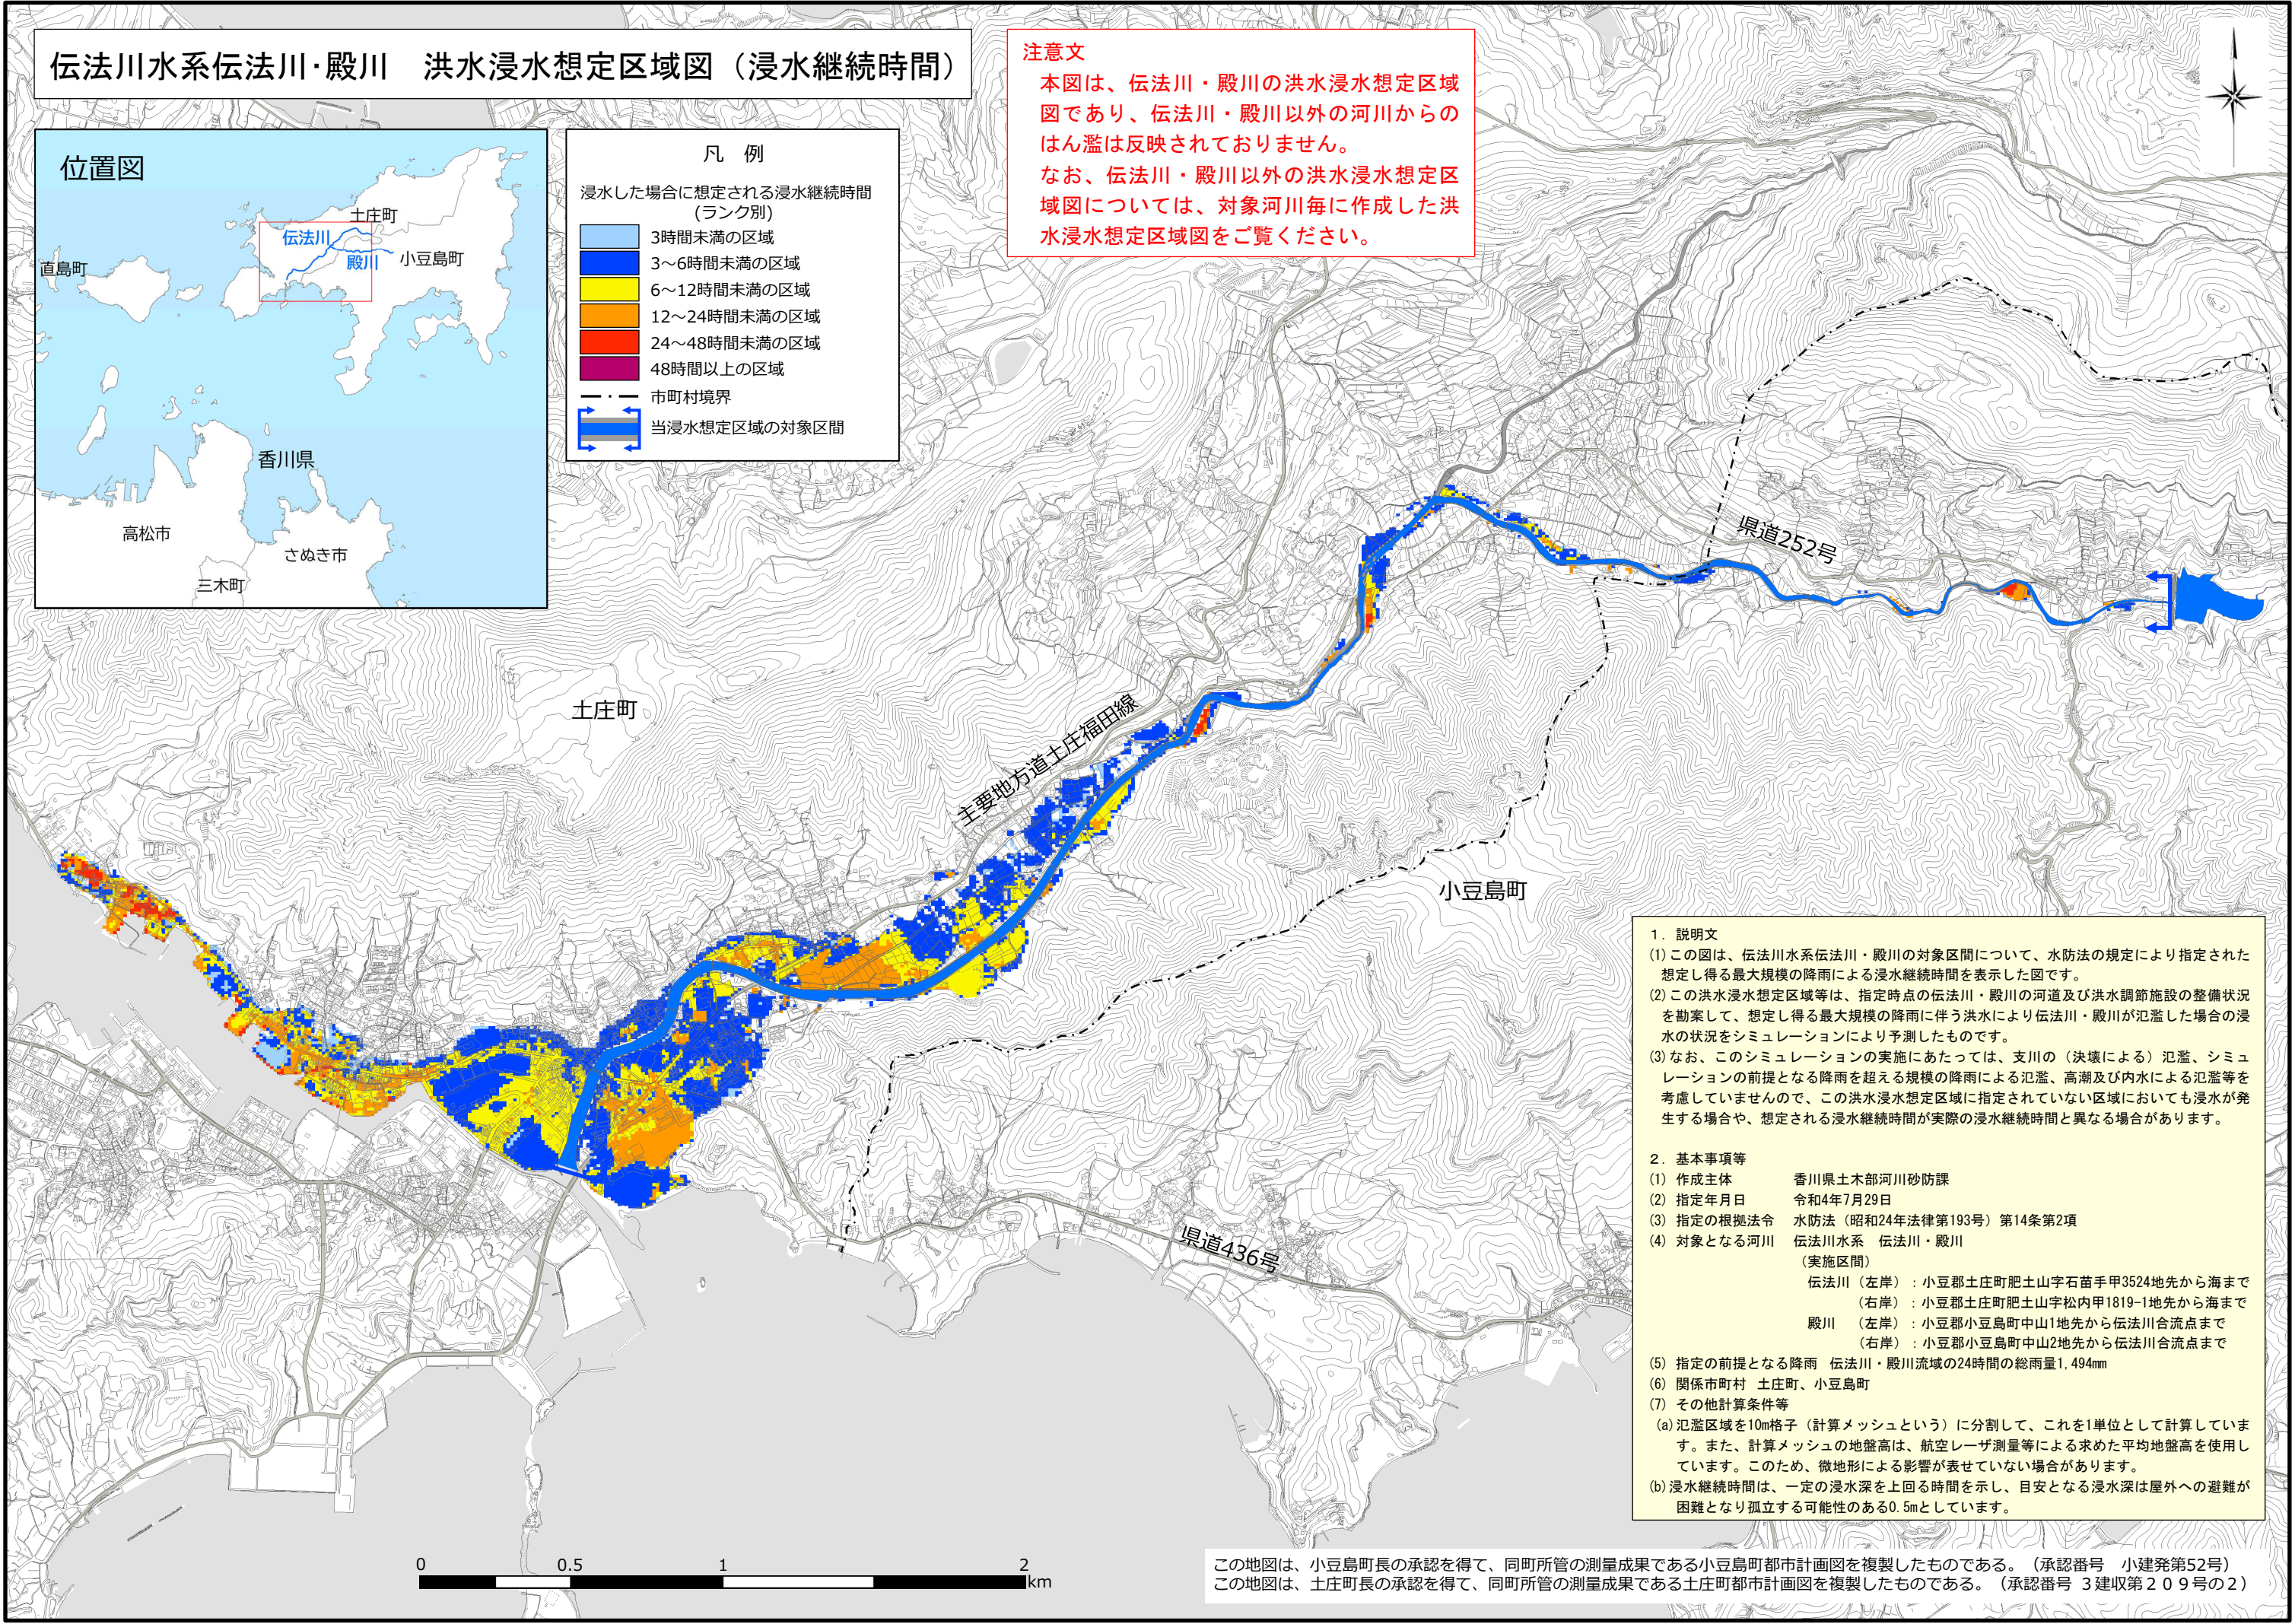 伝法川水系伝法川・殿川　洪水浸水想定区域図（浸水継続時間）
位置図
土庄町
伝法川
殿川
小豆島町
直島町
香川県
高松市
さぬき市
三木町
凡　例
浸水した場合に想定される浸水継続時間
(ランク別)
3時間未満の区域
3～6時間未満の区域
6～12時間未満の区域
12～24時間未満の区域
24～48時間未満の区域
48時間以上の区域
市町村境界
当浸水想定区域の対象区間
注意文
本図は、伝法川・殿川の洪水浸水想定区域
図であり、伝法川・殿川以外の河川からの
はん濫は反映されておりません。
なお、伝法川・殿川以外の洪水浸水想定区
域図については、対象河川毎に作成した洪
水浸水想定区域図をご覧ください。
県道252号
土庄町
主要地方道土庄福田線
小豆島町
県道436号
1．説明文
(1)この図は、伝法川水系伝法川・殿川の対象区間について、水防法の規定により指定された
想定し得る最大規模の降雨による浸水継続時間を表示した図です。
(2)この洪水浸水想定区域等は、指定時点の伝法川・殿川の河道及び洪水調節施設の整備状況
を勘案して、想定し得る最大規模の降雨に伴う洪水により伝法川・殿川が氾濫した場合の浸
水の状況をシミュレーションにより予測したものです。
(3)なお、このシミュレーションの実施にあたっては、支川の（決壊による）氾濫、シミュ
レーションの前提となる降雨を超える規模の降雨による氾濫、高潮及び内水による氾濫等を
考慮していませんので、この洪水浸水想定区域に指定されていない区域においても浸水が発
生する場合や、想定される浸水継続時間が実際の浸水継続時間と異なる場合があります。
2．基本事項等
(1) 作成主体　香川県土木部河川砂防課
(2) 指定年月日　令和4年7月29日
(3) 指定の根拠法令　水防法（昭和24年法律第193号）第14条第2項
(4) 対象となる河川　伝法川水系　伝法川・殿川
（実施区間）
伝法川（左岸）：小豆郡土庄町肥土山字石苗手甲3524地先から海まで
（右岸）：小豆郡土庄町肥土山字松内甲1819-1地先から海まで
殿川　（左岸）：小豆郡小豆島町中山1地先から伝法川合流点まで
（右岸）：小豆郡小豆島町中山2地先から伝法川合流点まで
(5) 指定の前提となる降雨　伝法川・殿川流域の24時間の総雨量1,494mm
(6) 関係市町村　土庄町、小豆島町
(7) その他計算条件等
(a)氾濫区域を10m格子（計算メッシュという）に分割して、これを1単位として計算していま
す。また、計算メッシュの地盤高は、航空レーザ測量等による求めた平均地盤高を使用し
ています。このため、微地形による影響が表せていない場合があります。
(b)浸水継続時間は、一定の浸水深を上回る時間を示し、目安となる浸水深は屋外への避難が
困難となり孤立する可能性のある0.5mとしています。
0　0.5　1　2
km
この地図は、小豆島町長の承認を得て、同町所管の測量成果である小豆島町都市計画図を複製したものである。（承認番号　小建発第52号）
この地図は、土庄町長の承認を得て、同町所管の測量成果である土庄町都市計画図を複製したものである。（承認番号 3建収第２０９号の２）